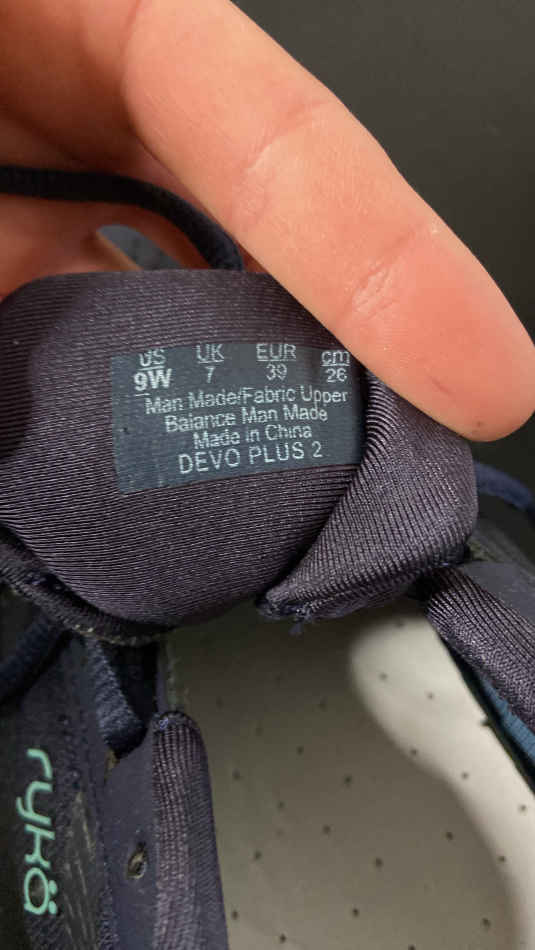 US UK EUR cm
9W 7 39 26
Man Made/Fabric Upper
Balance Man Made
Made in China
DEVO PLUS 2
rykä